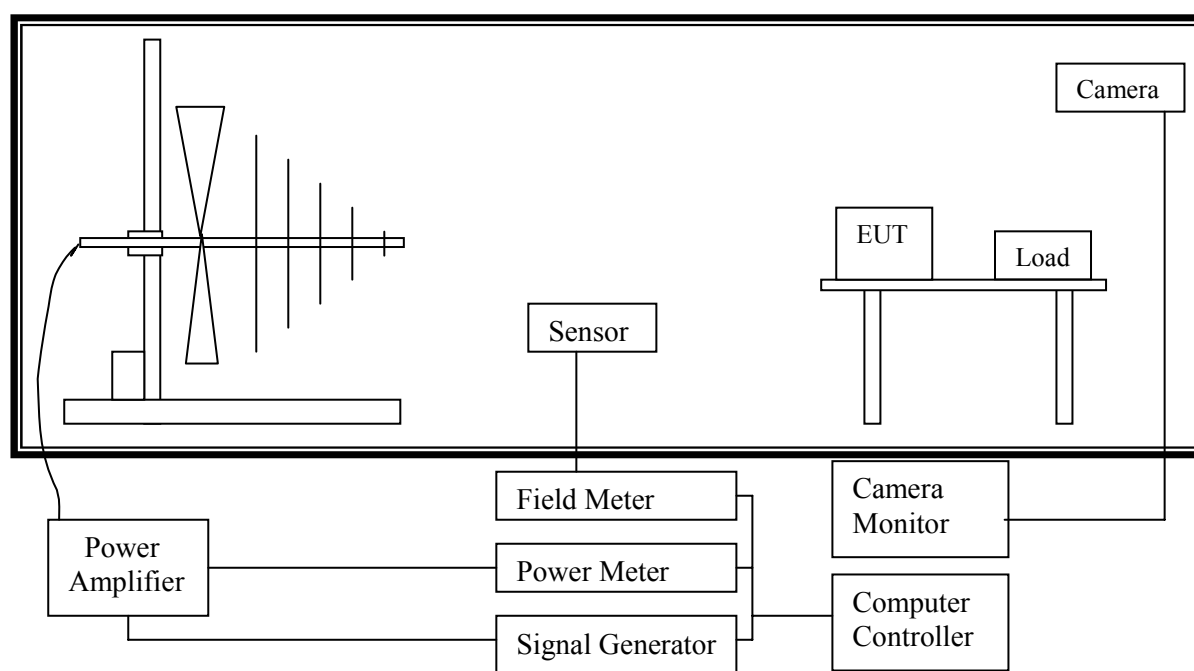 Camera
EUT
Load
Sensor
Field Meter
Camera
Monitor
Power
Amplifier
Power Meter
Computer
Controller
Signal Generator